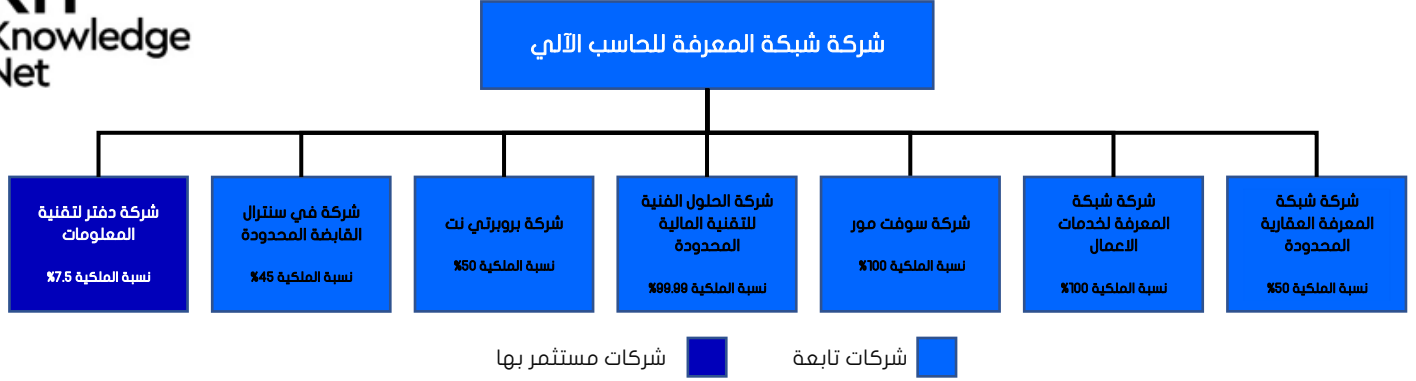 Knowledge
Net
شركة شبكة المعرفة للحاسب الآلي
شركة شبكة
المعرفة العقارية
المحدودة
نسبة الملكية 50%
شركة شبكة
المعرفة لخدمات
الاعمال
نسبة الملكية 100%
شركة سوفت مور
نسبة الملكية 100%
شركة الحلول الفنية
للتقنية المالية
المحدودة
نسبة الملكية 99.99%
شركة بروبرتي نت
نسبة الملكية 50%
شركة في سنترال
القابضة المحدودة
نسبة الملكية 45%
شركة دفتر لتقنية
المعلومات
نسبة الملكية 7.5%
شركات تابعة
شركات مستثمر بها